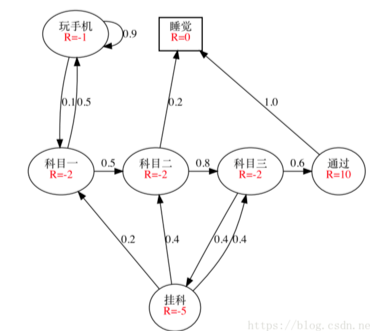 玩手机
R=-1
0.9
睡觉
R=0
0.1
0.5
0.2
1.0
科目一
R=-2
0.5
科目二
R=-2
0.8
科目三
R=-2
0.6
通过
R=10
0.2
0.4
0.4
0.4
挂科
R=-5
https://blog.csdn.ne